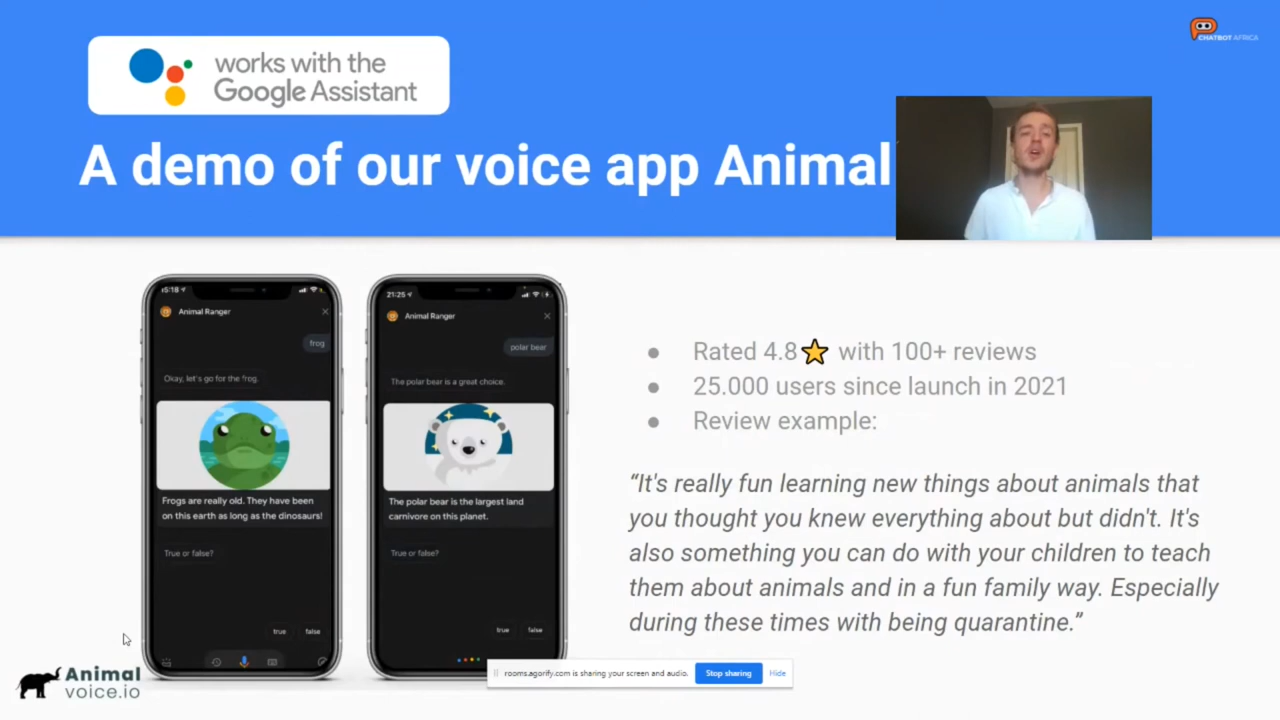 CHATBOT AFRICA
works with the
Google Assistant
A demo of our voice app Animal
15:18
Animal Ranger
frog
Okay, let's go for the frog.
Frogs are really old. They have been
on this earth as long as the dinosaurs!
True or false?
true false
21:25
Animal Ranger
polar bear
The polar bear is a great choice.
The polar bear is the largest land
carnivore on this planet.
True or false?
true false
• Rated 4.8⭐ with 100+ reviews
• 25.000 users since launch in 2021
• Review example:
“It's really fun learning new things about animals that
you thought you knew everything about but didn't. It's
also something you can do with your children to teach
them about animals and in a fun family way. Especially
during these times with being quarantine.”
Animal
voice.io
rooms.agorify.com is sharing your screen and audio. Stop sharing Hide